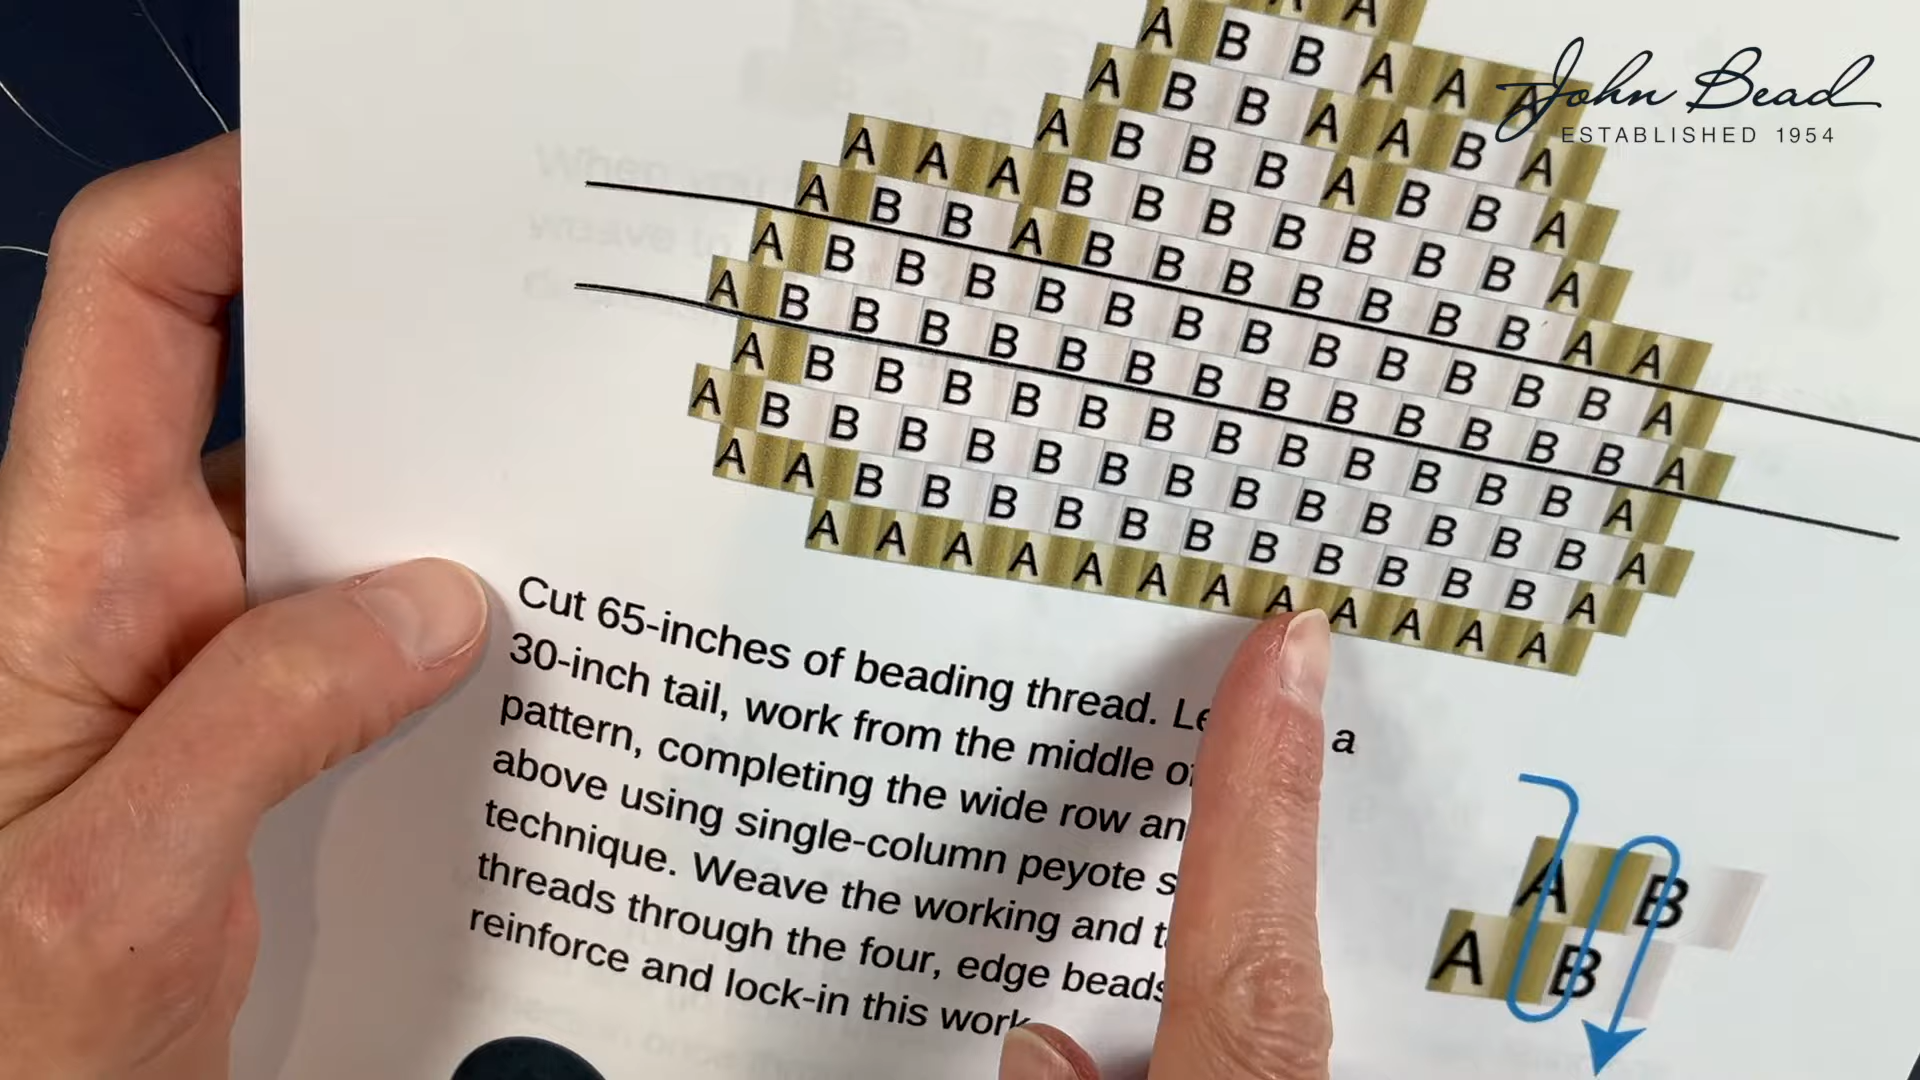 A A
A B B A A A
A B B A A B A
A B B B A B B A
A A A B B B B B B B A
A B B A B B B B B B B A A
A B B B B B B B B B B B B A
A B B B B B B B B B B B B B A
A B B B B B B B B B B B B A
A B B B B B B B B B B B B B A
A A B B B B B B B B B B B A
A A A A A A A A A A A A
John Bead
ESTABLISHED 1954
Cut 65-inches of beading thread. a
30-inch tail, work from the middle
pattern, completing the wide row
above using single-column peyote
technique. Weave the working and
threads through the four, edge beads
reinforce and lock-in this work
A B
A B